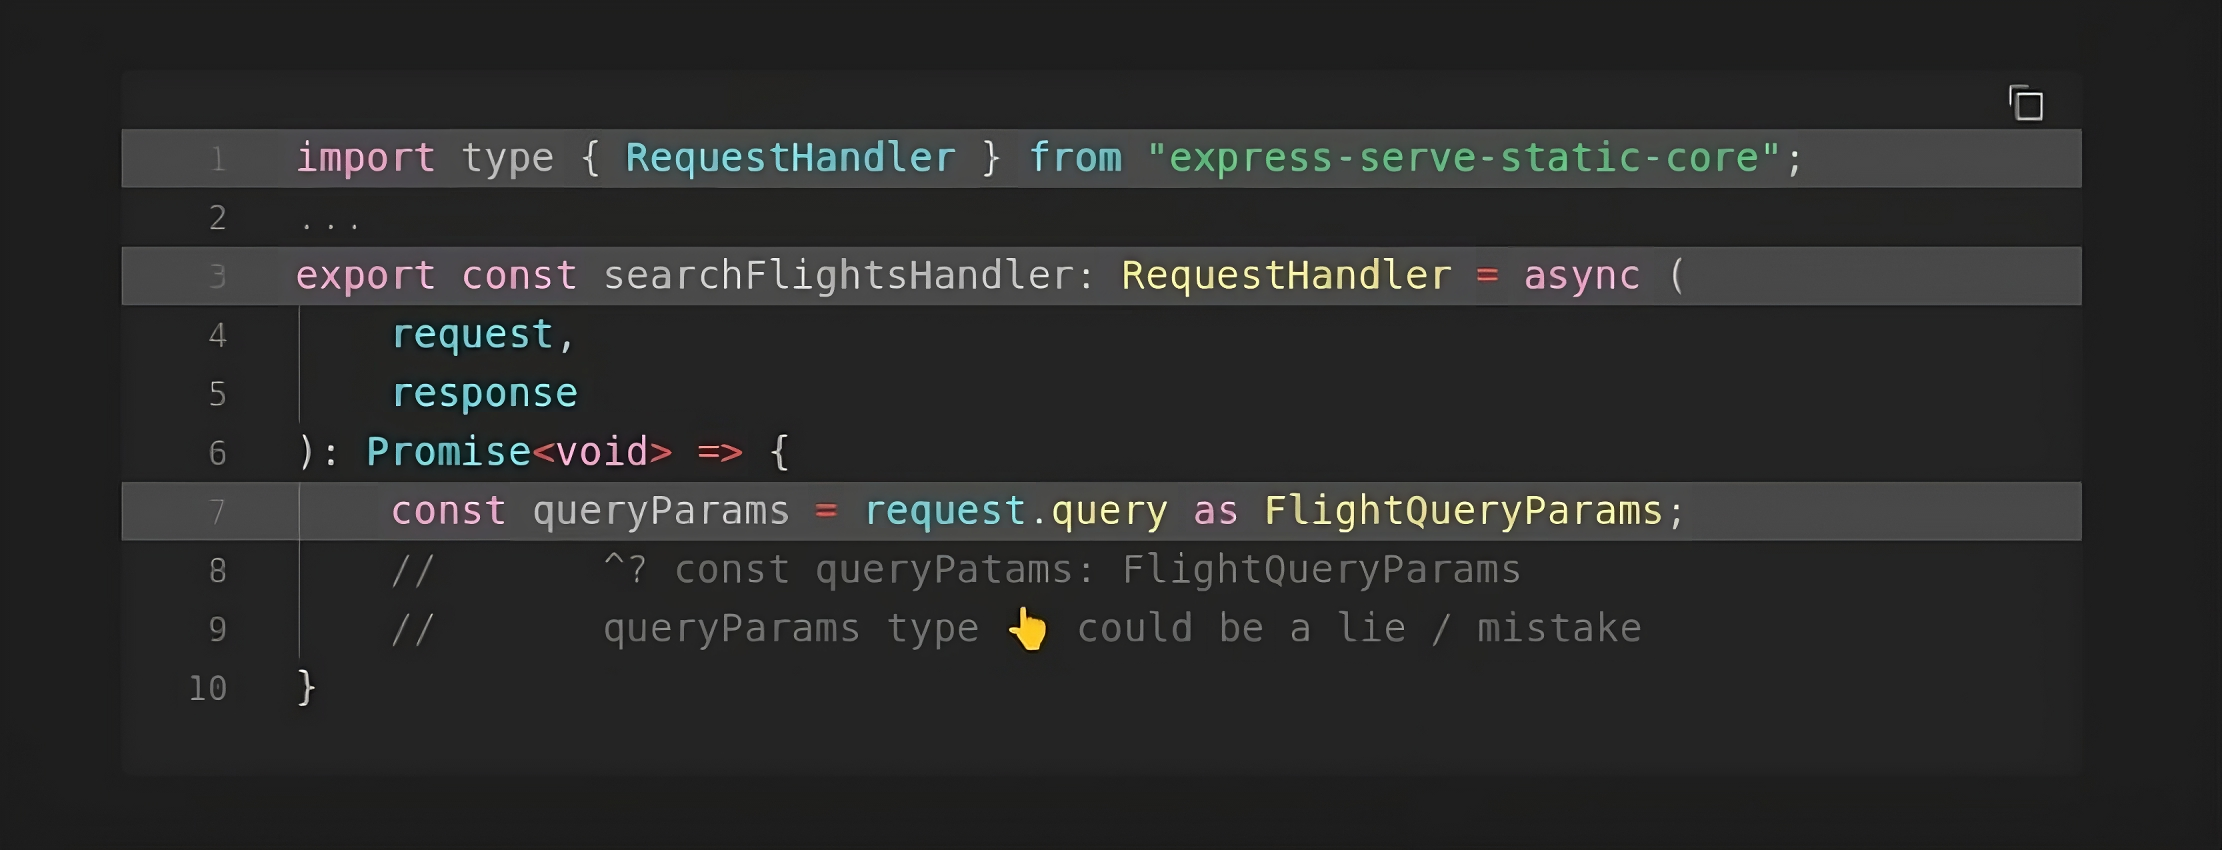 1 import type { RequestHandler } from "express-serve-static-core";
2 ...
3 export const searchFlightsHandler: RequestHandler = async (
4 request,
5 response
6 ): Promise<void> => {
7 const queryParams = request.query as FlightQueryParams;
8 // ^? const queryPatams: FlightQueryParams
9 // queryParams type 👆 could be a lie / mistake
10 }